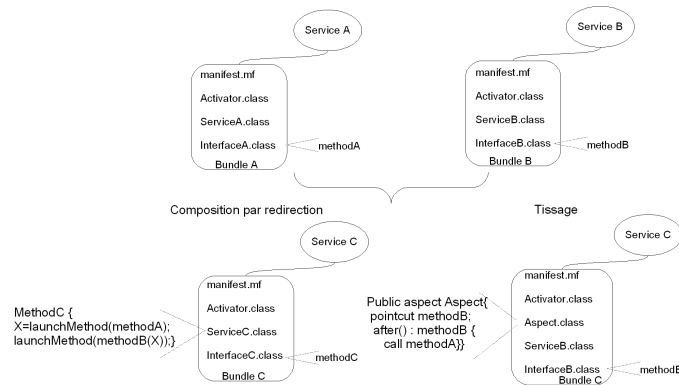 Service A
manifest.mf
Activator.class
ServiceA.class
InterfaceA.class
methodA
Bundle A
Service B
manifest.mf
Activator.class
ServiceB.class
InterfaceB.class
methodB
Bundle B
Composition par redirection
Tissage
Service C
manifest.mf
Activator.class
ServiceC.class
InterfaceC.class
methodC
Bundle C
MethodC {
X=launchMethod(methodA);
launchMethod(methodB(X));}
Service C
manifest.mf
Activator.class
Aspect.class
ServiceB.class
InterfaceB.class
methodB
Bundle C
Public aspect Aspect{
pointcut methodB;
after() : methodB {
call methodA}}